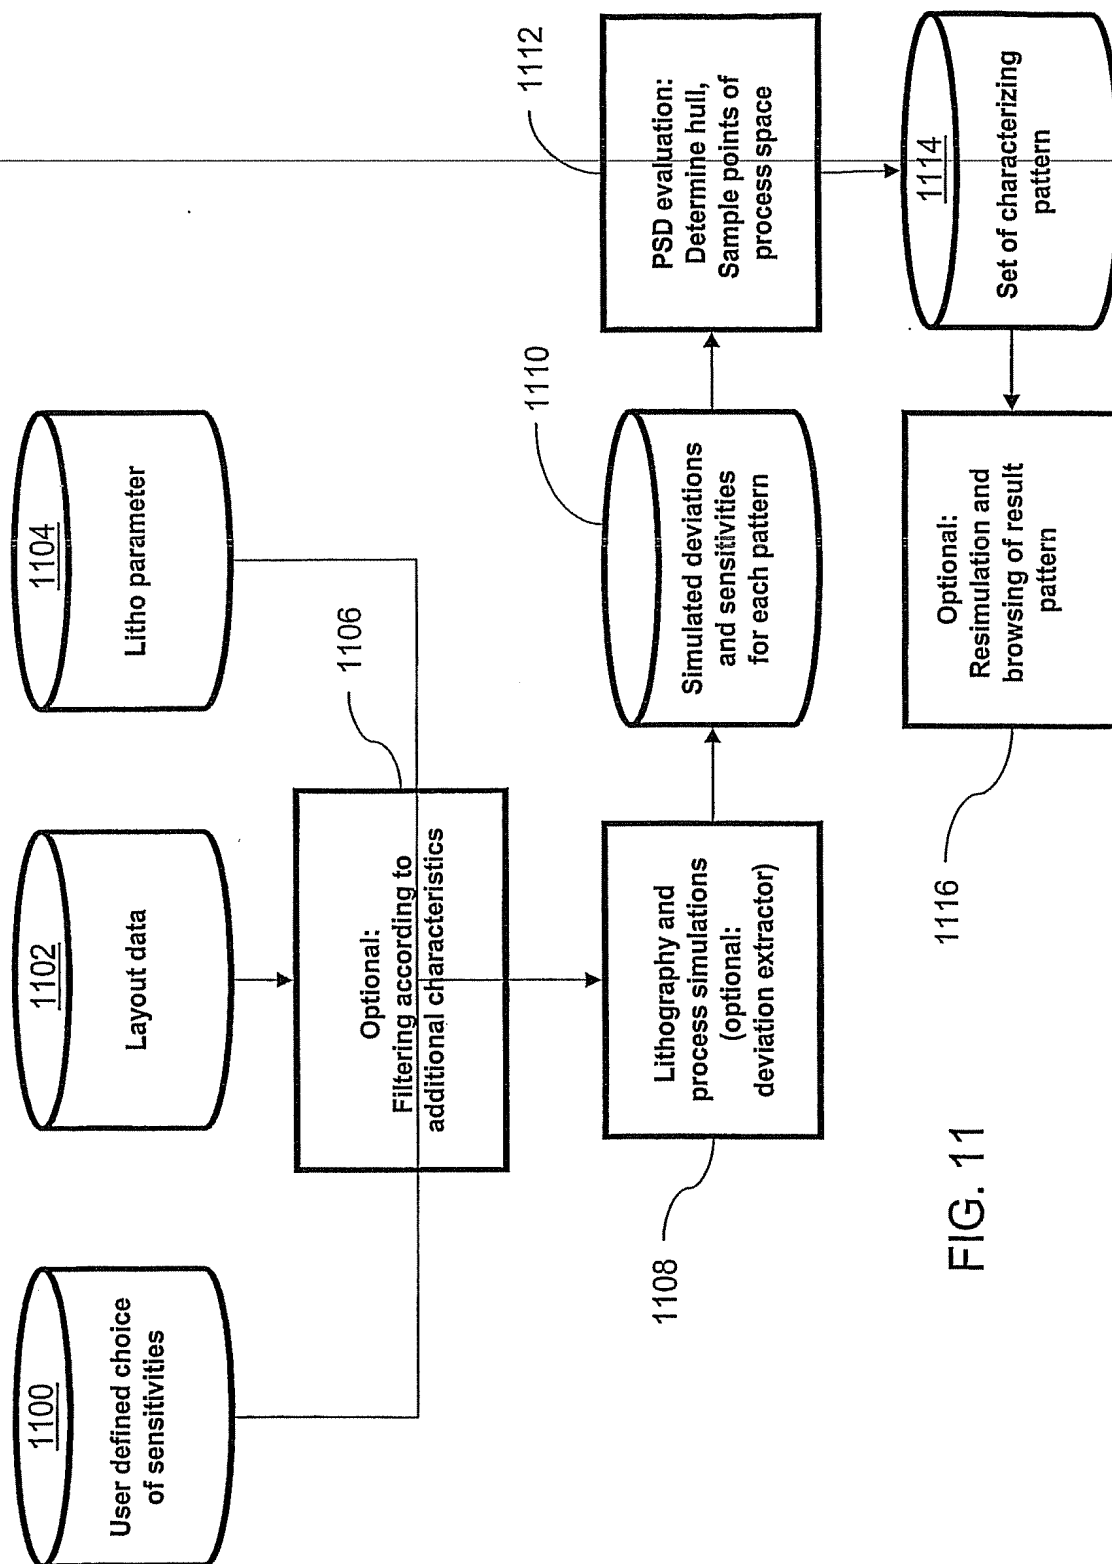 1100
User defined choice
of sensitivities
1102
Layout data
1104
Litho parameter
1106
Optional:
Filtering according to
additional characteristics
1108
Lithography and
process simulations
(optional:
deviation extractor)
1110
Simulated deviations
and sensitivities
for each pattern
1112
PSD evaluation:
Determine hull,
Sample points of
process space
1114
Set of characterizing
pattern
1116
Optional:
Resimulation and
browsing of result
pattern
FIG. 11